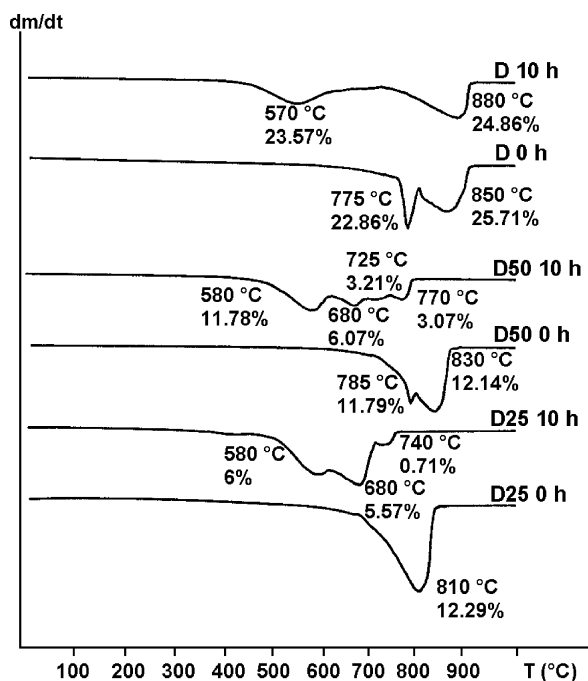 dm/dt
D 10 h
570 °C
23.57%
880 °C
24.86%
D 0 h
775 °C
22.86%
850 °C
25.71%
725 °C
3.21%
D50 10 h
580 °C
11.78%
680 °C
6.07%
770 °C
3.07%
D50 0 h
785 °C
11.79%
830 °C
12.14%
D25 10 h
580 °C
6%
740 °C
0.71%
680 °C
5.57%
D25 0 h
810 °C
12.29%
100 200 300 400 500 600 700 800 900 T (°C)